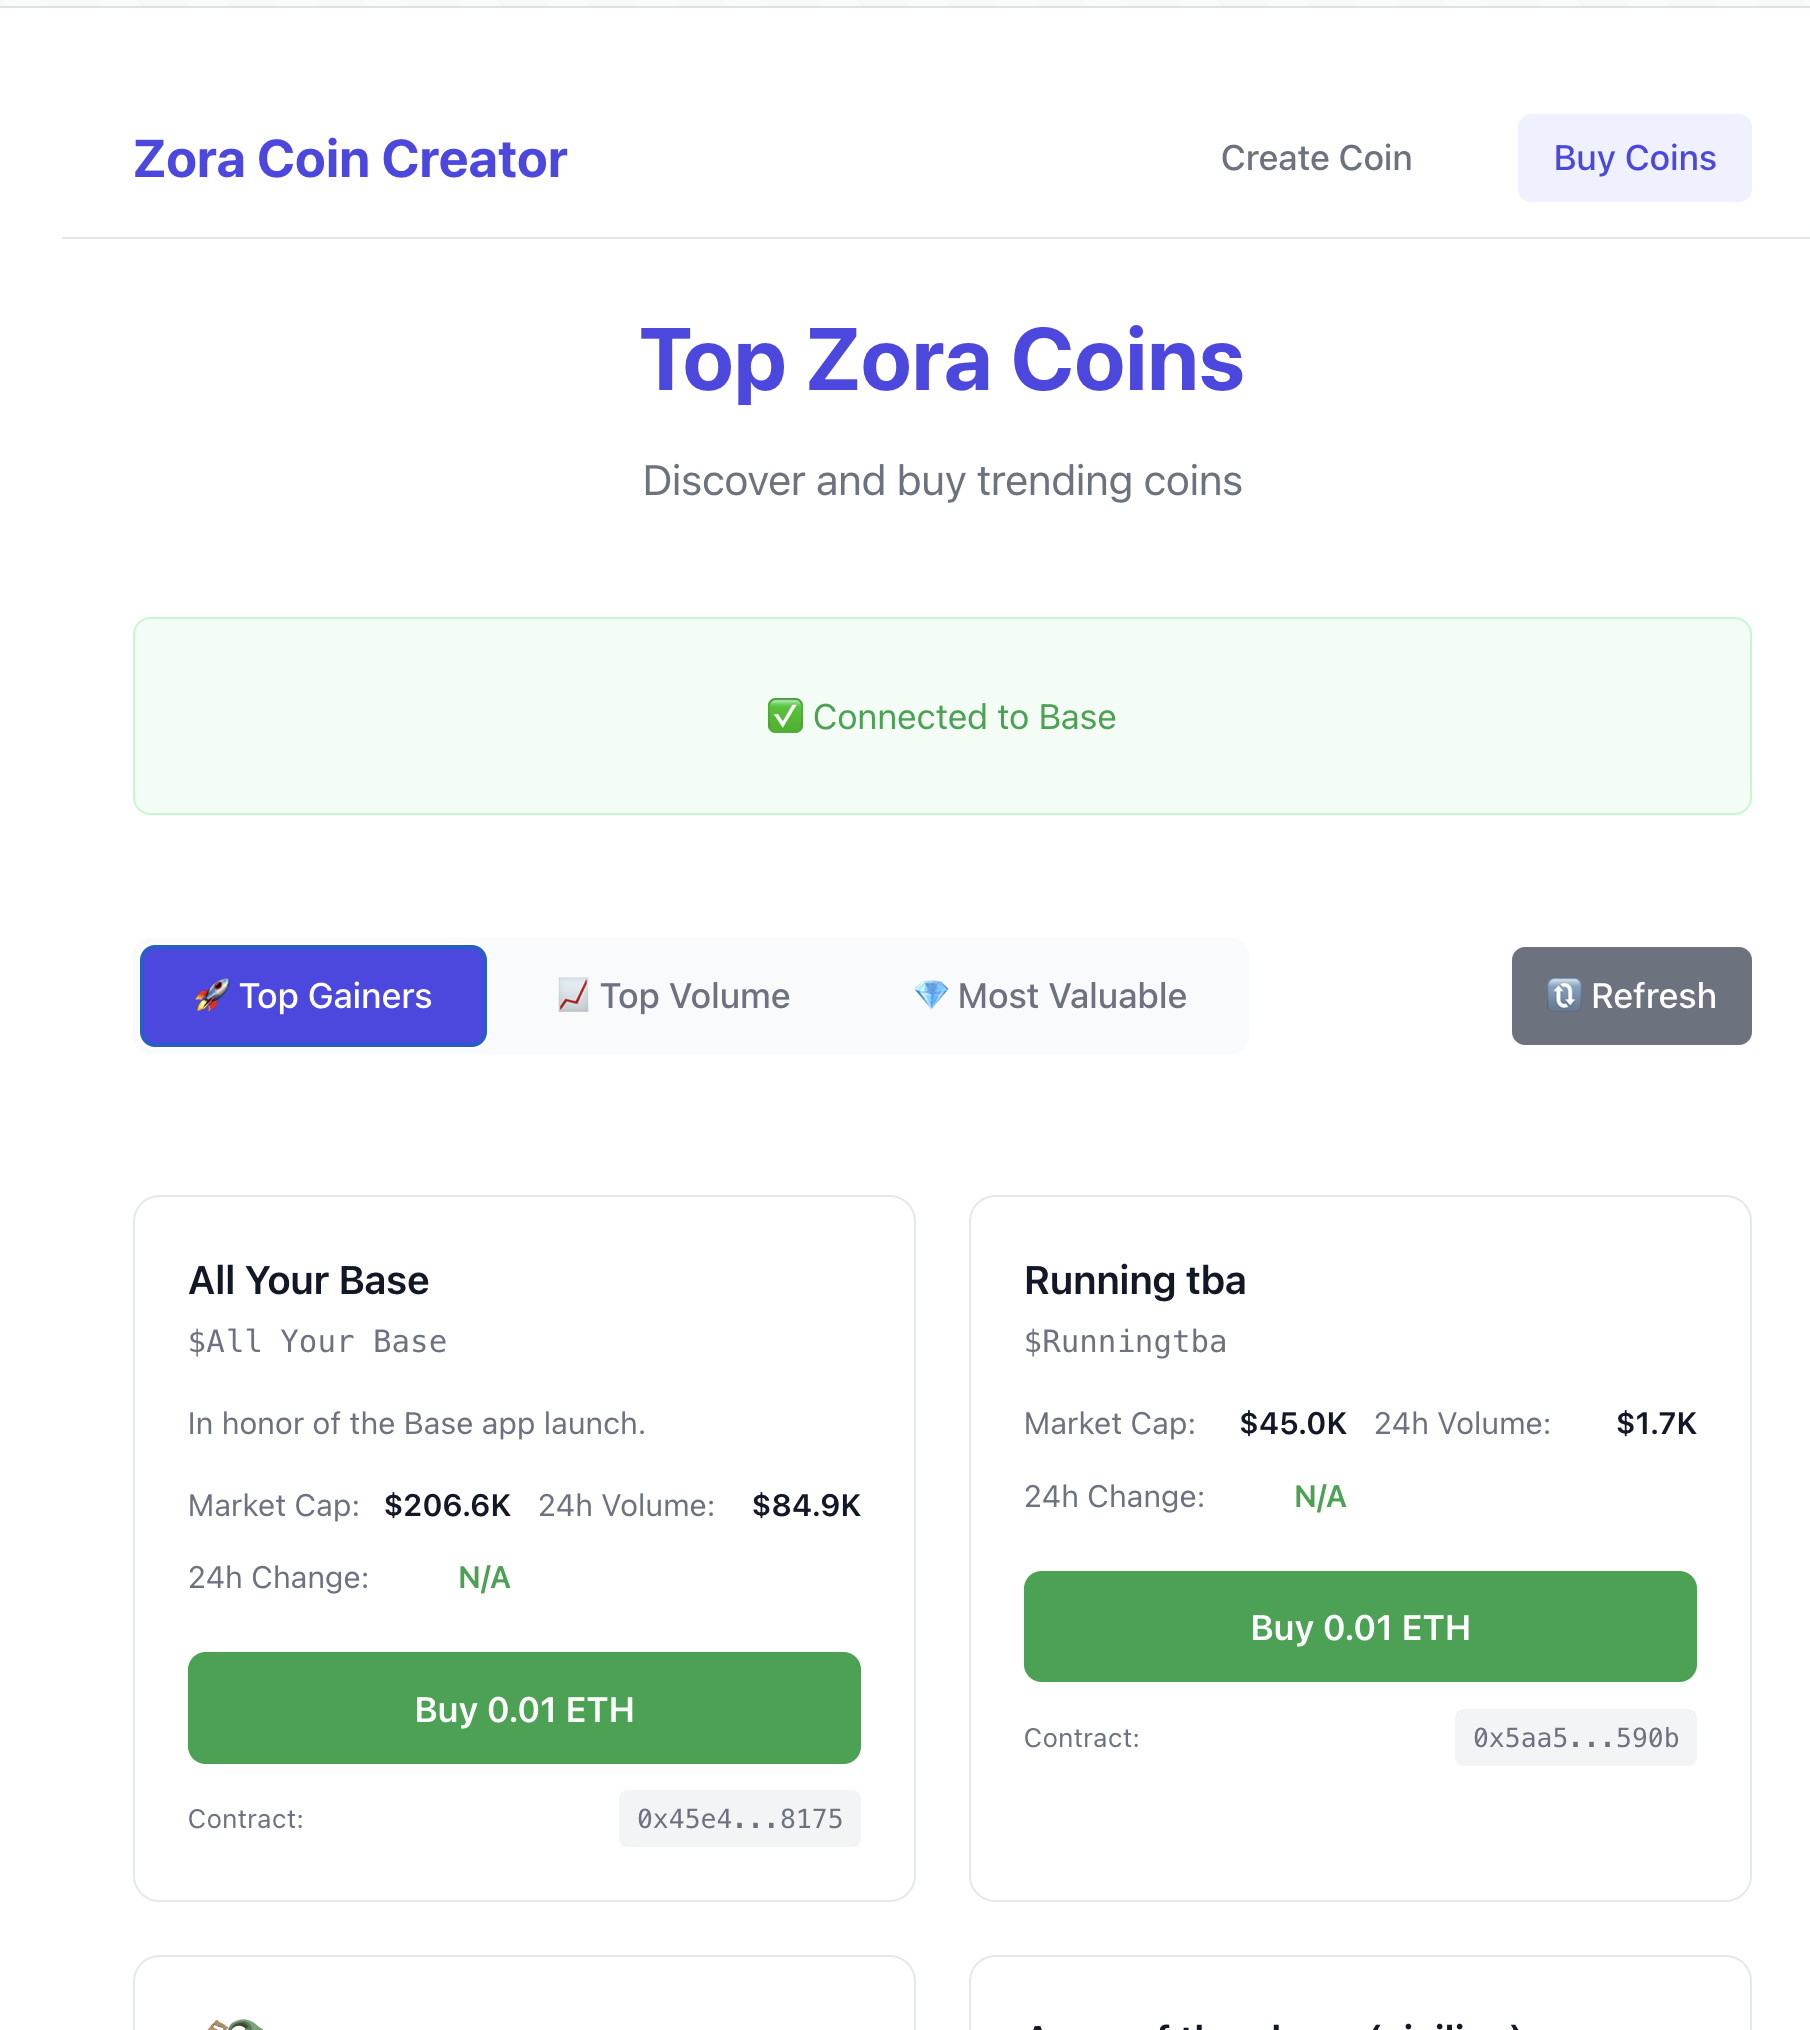 Zora Coin Creator
Create Coin
Buy Coins
Top Zora Coins
Discover and buy trending coins
✅ Connected to Base
🚀 Top Gainers
📈 Top Volume
💎 Most Valuable
🔃 Refresh
All Your Base
$All Your Base
In honor of the Base app launch.
Market Cap: $206.6K 24h Volume: $84.9K
24h Change: N/A
Buy 0.01 ETH
Contract: 0x45e4...8175
Running tba
$Runningtba
Market Cap: $45.0K 24h Volume: $1.7K
24h Change: N/A
Buy 0.01 ETH
Contract: 0x5aa5...590b